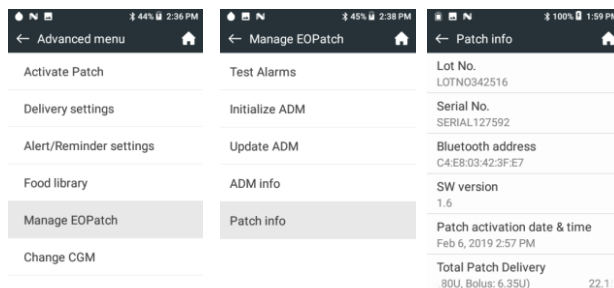 44% 2:36 PM
← Advanced menu
Activate Patch
Delivery settings
Alert/Reminder settings
Food library
Manage EOPatch
Change CGM
45% 2:38 PM
← Manage EOPatch
Test Alarms
Initialize ADM
Update ADM
ADM info
Patch info
100% 1:59 PM
← Patch info
Lot No.
LOTNO342516
Serial No.
SERIAL127592
Bluetooth address
C4:E8:03:42:3F:E7
SW version
1.6
Patch activation date & time
Feb 6, 2019 2:57 PM
Total Patch Delivery
.80U, Bolus: 6.35U) 22.1